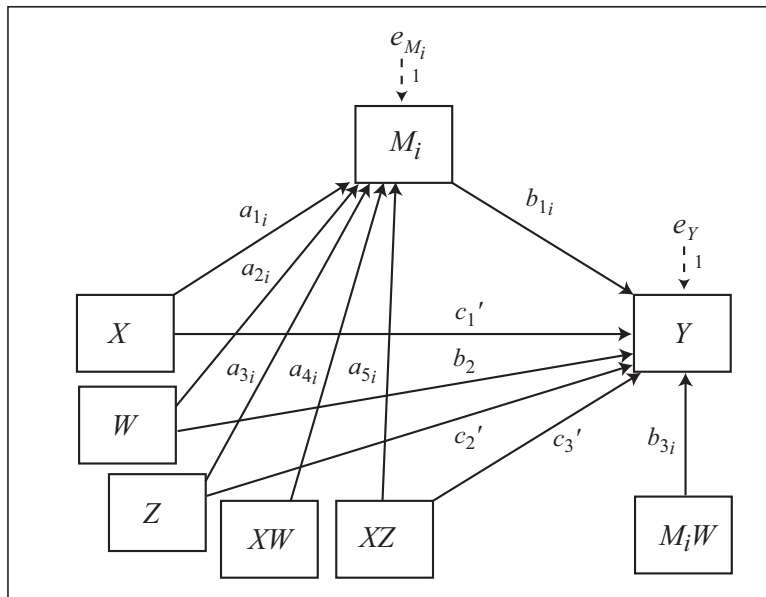 e_{M_i}
1
M_i
a_{1i}
b_{1i}
a_{2i}
e_Y
1
X
c_1′
Y
a_{3i}
a_{4i}
a_{5i}
b_2
W
c_2′
c_3′
b_{3i}
Z
XW
XZ
M_iW